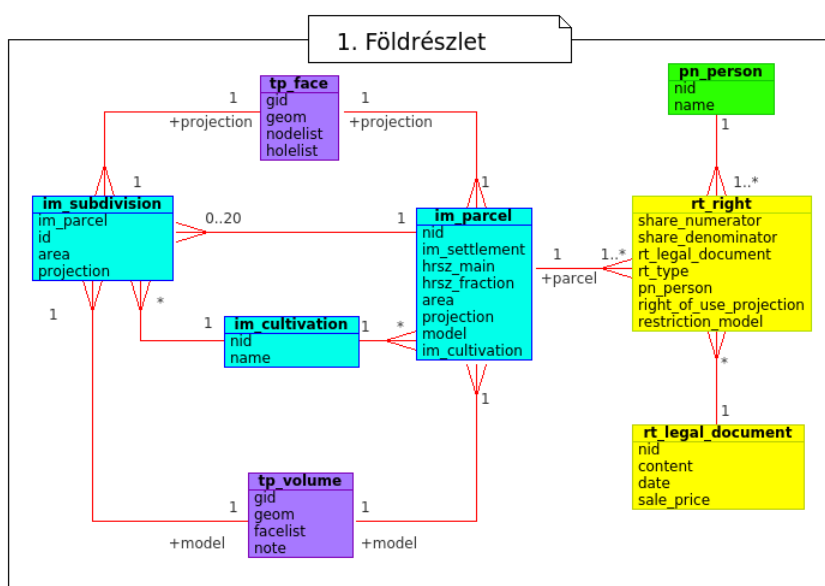 1. Földrészlet
tp_face
gid
geom
nodelist
holelist
1
+projection
1
+projection
pn_person
nid
name
1
1..*
im_subdivision
im_parcel
id
area
projection
1
0..20
1
1
im_parcel
nid
im_settlement
hrsz_main
hrsz_fraction
area
projection
model
im_cultivation
1
+parcel
1..*
rt_right
share_numerator
share_denominator
rt_legal_document
rt_type
pn_person
right_of_use_projection
restriction_model
*
1
im_cultivation
nid
name
1
*
1
1
*
1
rt_legal_document
nid
content
date
sale_price
tp_volume
gid
geom
facelist
note
1
+model
1
+model